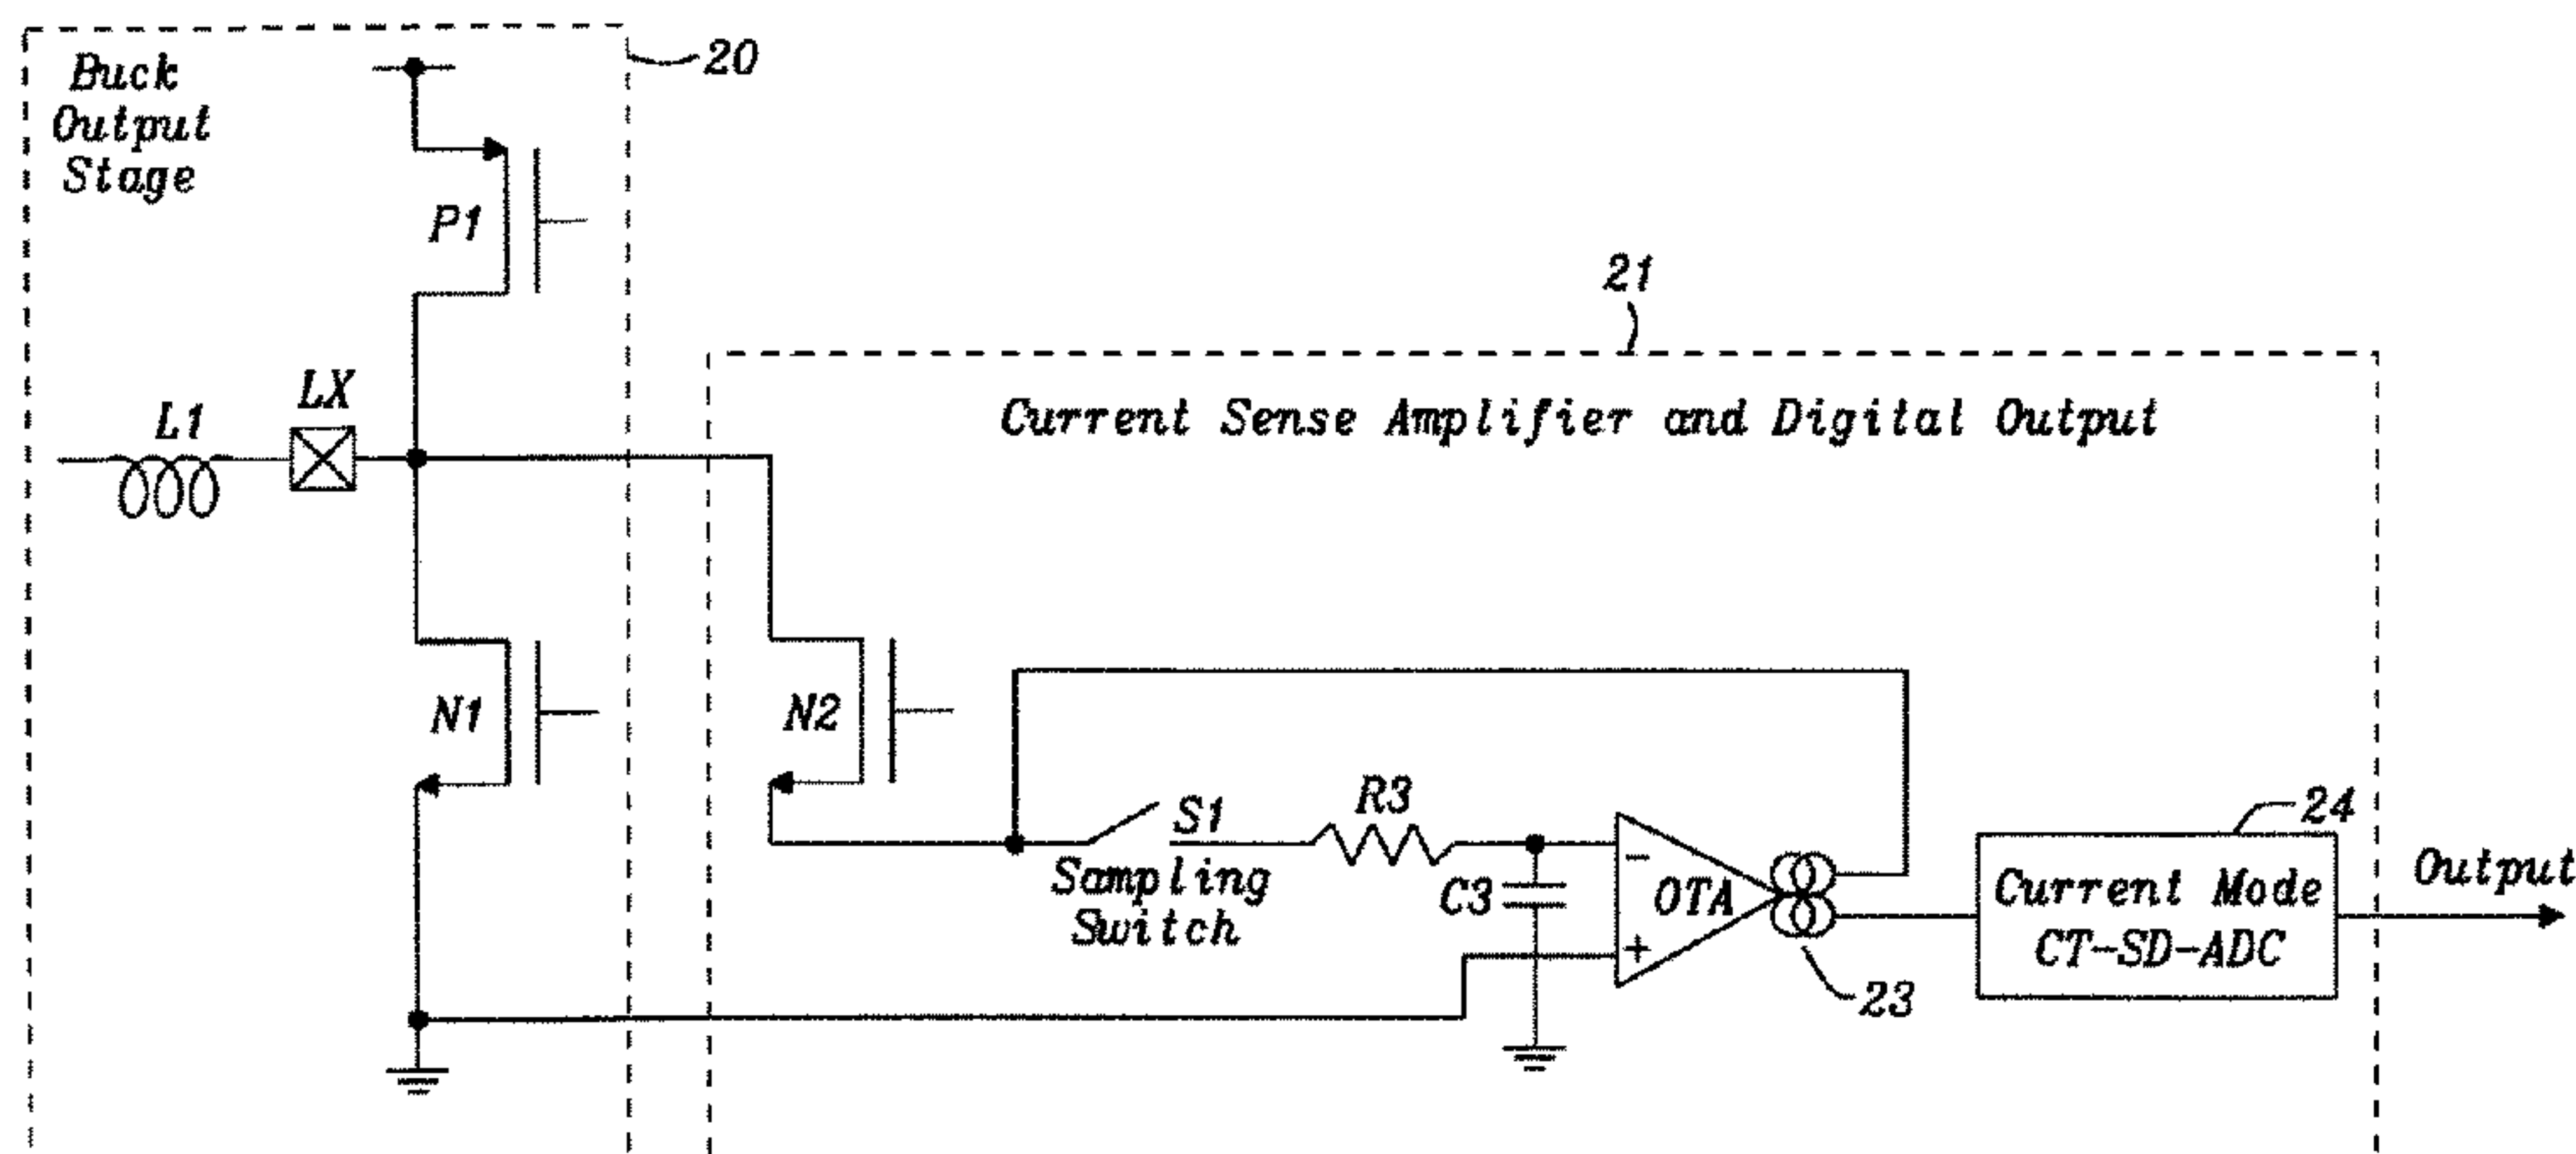 Buck
Output
Stage
20
P1
21
Current Sense Amplifier and Digital Output
L1
LX
N1
N2
S1
Sampling
Switch
R3
C3
-
OTA
+
23
24
Current Mode
CT-SD-ADC
Output